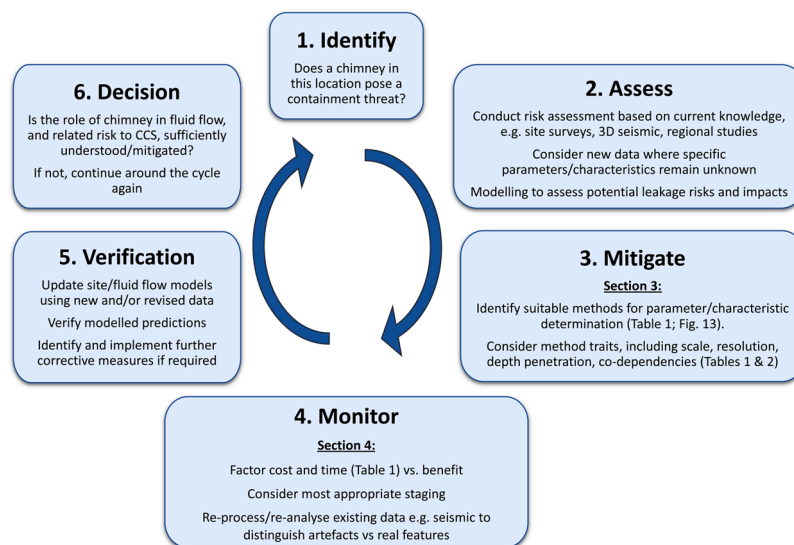 1. Identify
Does a chimney in
this location pose a
containment threat?
2. Assess
Conduct risk assessment based on current knowledge,
e.g. site surveys, 3D seismic, regional studies
Consider new data where specific
parameters/characteristics remain unknown
Modelling to assess potential leakage risks and impacts
3. Mitigate
Section 3:
Identify suitable methods for parameter/characteristic
determination (Table 1; Fig. 13).
Consider method traits, including scale, resolution,
depth penetration, co-dependencies (Tables 1 & 2)
4. Monitor
Section 4:
Factor cost and time (Table 1) vs. benefit
Consider most appropriate staging
Re-process/re-analyse existing data e.g. seismic to
distinguish artefacts vs real features
5. Verification
Update site/fluid flow models
using new and/or revised data
Verify modelled predictions
Identify and implement further
corrective measures if required
6. Decision
Is the role of chimney in fluid flow,
and related risk to CCS, sufficiently
understood/mitigated?
If not, continue around the cycle
again